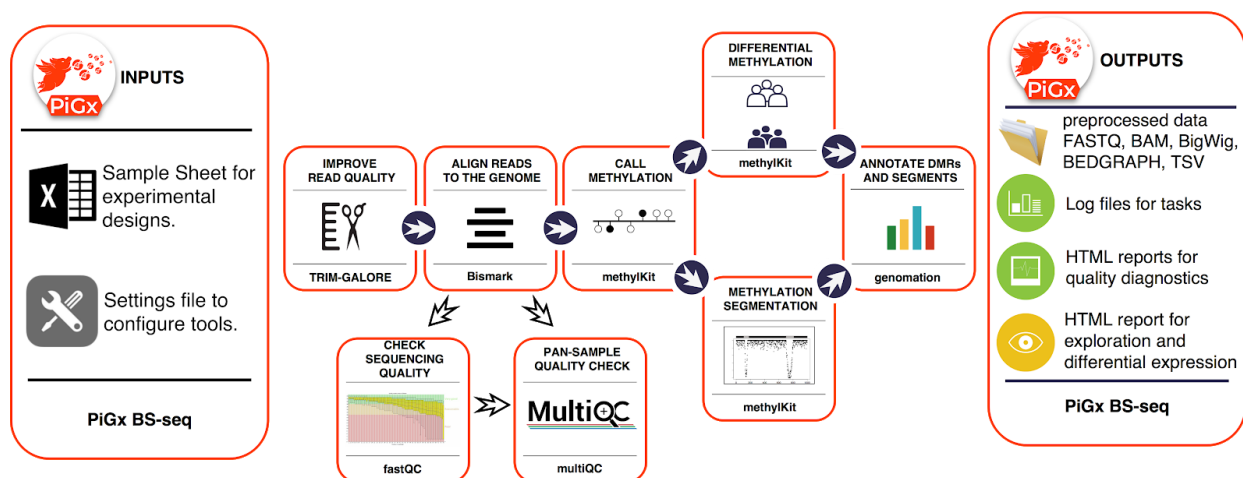 PiGx
INPUTS
Sample Sheet for
experimental
designs.
X
Settings file to
configure tools.
PiGx BS-seq
IMPROVE
READ QUALITY
TRIM-GALORE
ALIGN READS
TO THE GENOME
Bismark
CALL
METHYLATION
methylKit
DIFFERENTIAL
METHYLATION
methylKit
METHYLATION
SEGMENTATION
methylKit
ANNOTATE DMRs
AND SEGMENTS
genomation
CHECK
SEQUENCING
QUALITY
fastQC
PAN-SAMPLE
QUALITY CHECK
MultiQC
multiQC
PiGx
OUTPUTS
preprocessed data
FASTQ, BAM, BigWig,
BEDGRAPH, TSV
Log files for tasks
HTML reports for
quality diagnostics
HTML report for
exploration and
differential expression
PiGx BS-seq